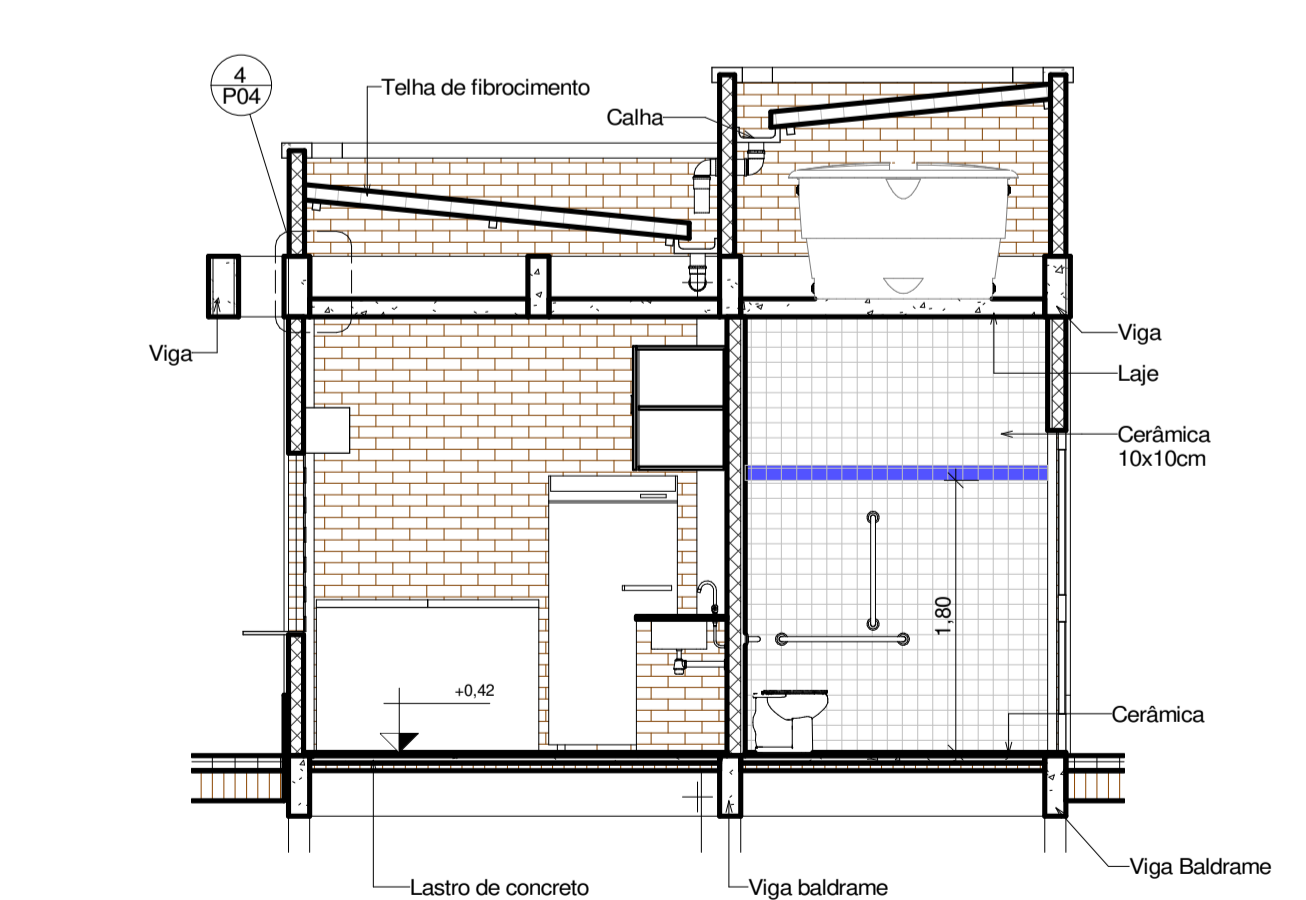 4
P04
Telha de fibrocimento
Calha
Viga
Viga
Laje
Cerâmica
10x10cm
1,80
+0,42
Cerâmica
Viga Baldrame
Lastro de concreto
Viga baldrame